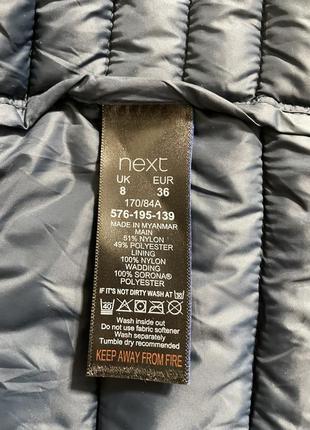 next
UK EUR
8 36
170/84A
576-195-139
MADE IN MYANMAR
MAIN
51% NYLON
49% POLYESTER
LINING
100% NYLON
WADDING
100% SORONA®
POLYESTER
IF IT'S NOT DIRTY WASH AT 30
40
Wash inside out
Do not use fabric softener
Wash separately
Tumble dry recommended
KEEP AWAY FROM FIRE